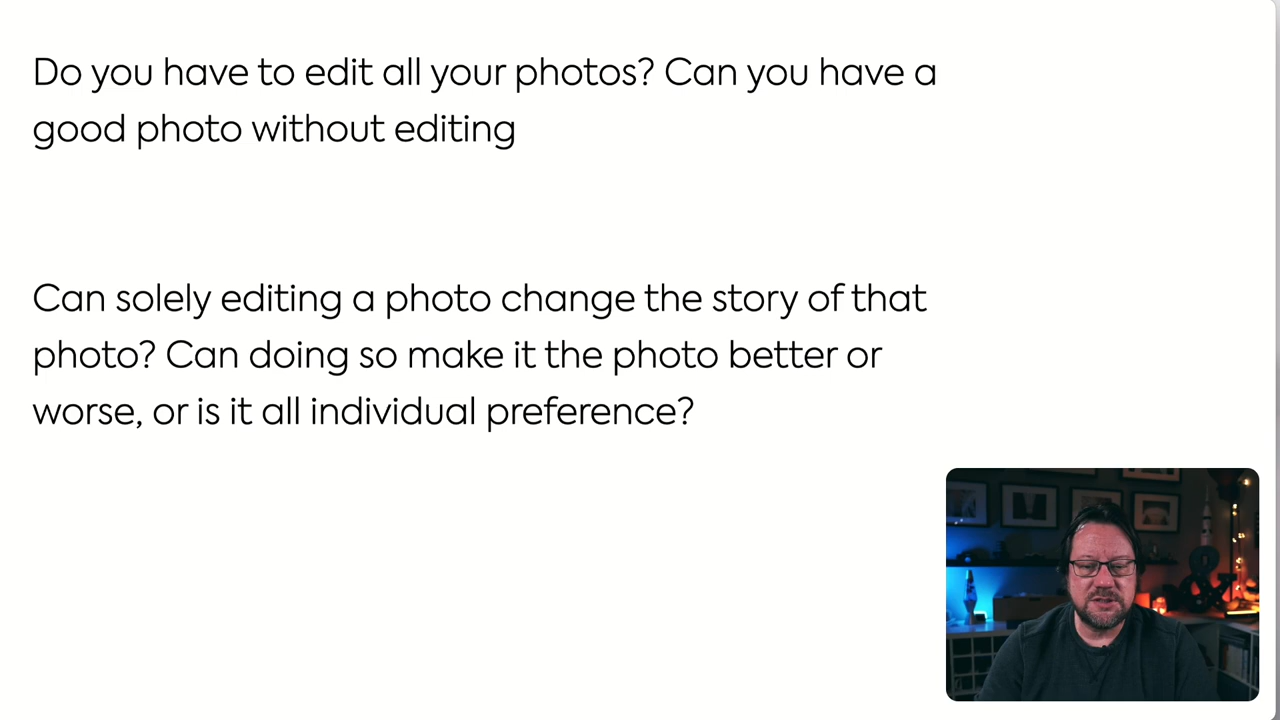 Do you have to edit all your photos? Can you have a
good photo without editing
Can solely editing a photo change the story of that
photo? Can doing so make it the photo better or
worse, or is it all individual preference?